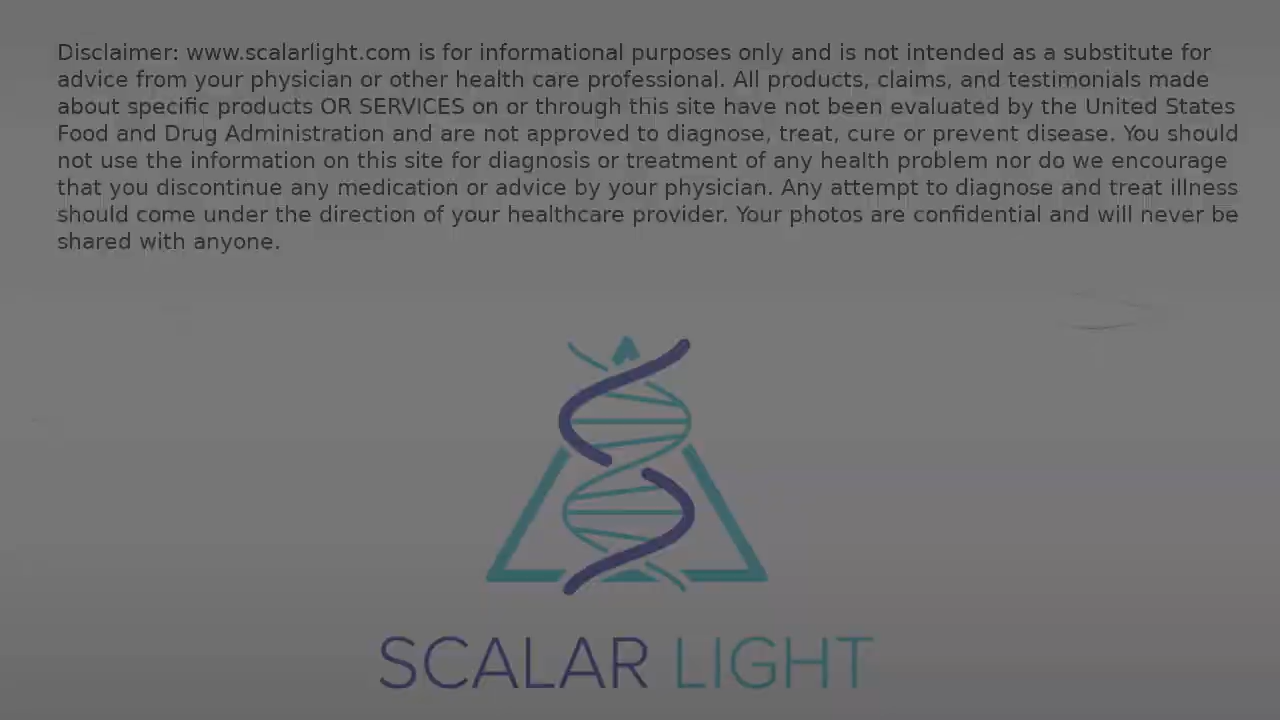 Disclaimer: www.scalarlight.com is for informational purposes only and is not intended as a substitute for
advice from your physician or other health care professional. All products, claims, and testimonials made
about specific products OR SERVICES on or through this site have not been evaluated by the United States
Food and Drug Administration and are not approved to diagnose, treat, cure or prevent disease. You should
not use the information on this site for diagnosis or treatment of any health problem nor do we encourage
that you discontinue any medication or advice by your physician. Any attempt to diagnose and treat illness
should come under the direction of your healthcare provider. Your photos are confidential and will never be
shared with anyone.
SCALAR LIGHT